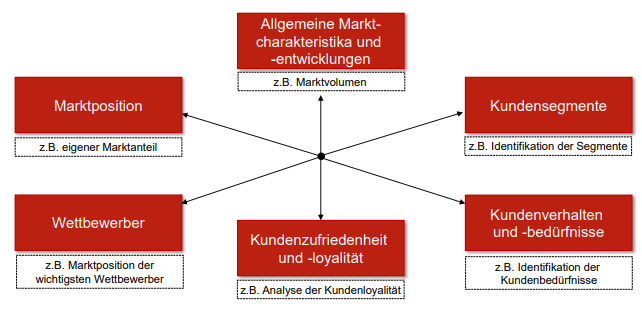 Allgemeine Markt-
charakteristika und
-entwicklungen
z.B. Marktvolumen
Marktposition
z.B. eigener Marktanteil
Kundensegmente
z.B. Identifikation der Segmente
Wettbewerber
z.B. Marktposition der
wichtigsten Wettbewerber
Kundenzufriedenheit
und -loyalität
z.B. Analyse der Kundenloyalität
Kundenverhalten
und -bedürfnisse
z.B. Identifikation der
Kundenbedürfnisse